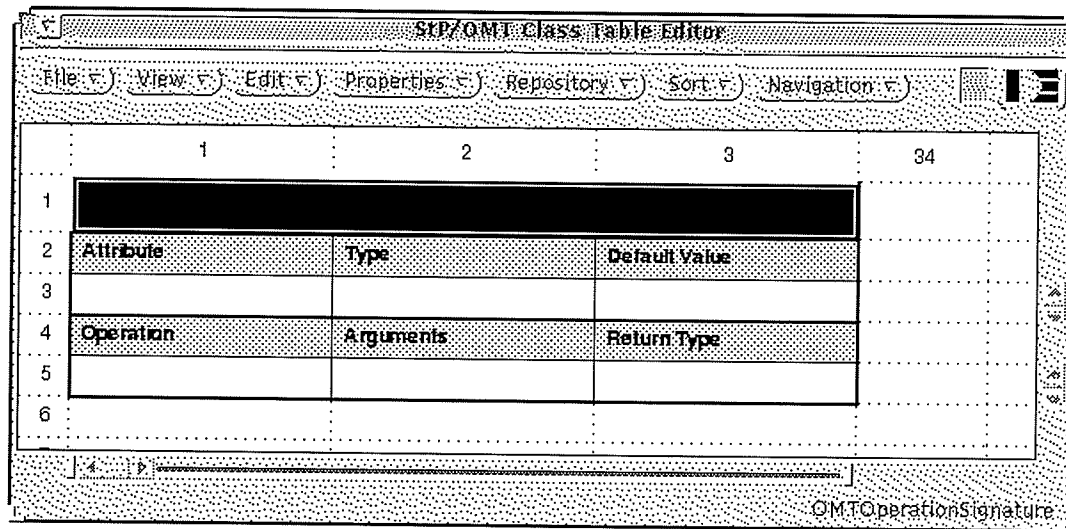 StP/OMT Class Table Editor
File View Edit Properties Repository Sort Navigation
1 2 3 34
1
2 Attribute Type Default Value
3
4 Operation Arguments Return Type
5
6
OMTOperationSignature